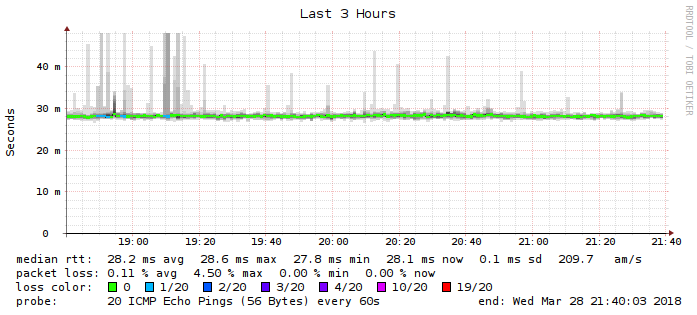 Last 3 Hours
RRDTOOL / TOBI OETIKER
Seconds
40 m
30 m
20 m
10 m
0
19:00 19:20 19:40 20:00 20:20 20:40 21:00 21:20 21:40
median rtt: 28.2 ms avg 28.6 ms max 27.8 ms min 28.1 ms now 0.1 ms sd 209.7 am/s
packet loss: 0.11 % avg 4.50 % max 0.00 % min 0.00 % now
loss color: 0 1/20 2/20 3/20 4/20 10/20 19/20
probe: 20 ICMP Echo Pings (56 Bytes) every 60s end: Wed Mar 28 21:40:03 2018